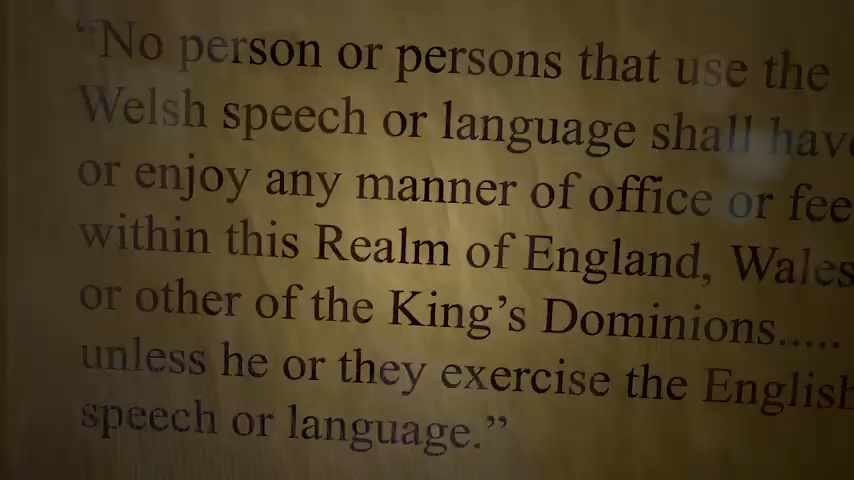 “No person or persons that use the
Welsh speech or language shall have
or enjoy any manner of office or fee
within this Realm of England, Wales
or other of the King’s Dominions.....
unless he or they exercise the English
speech or language.”